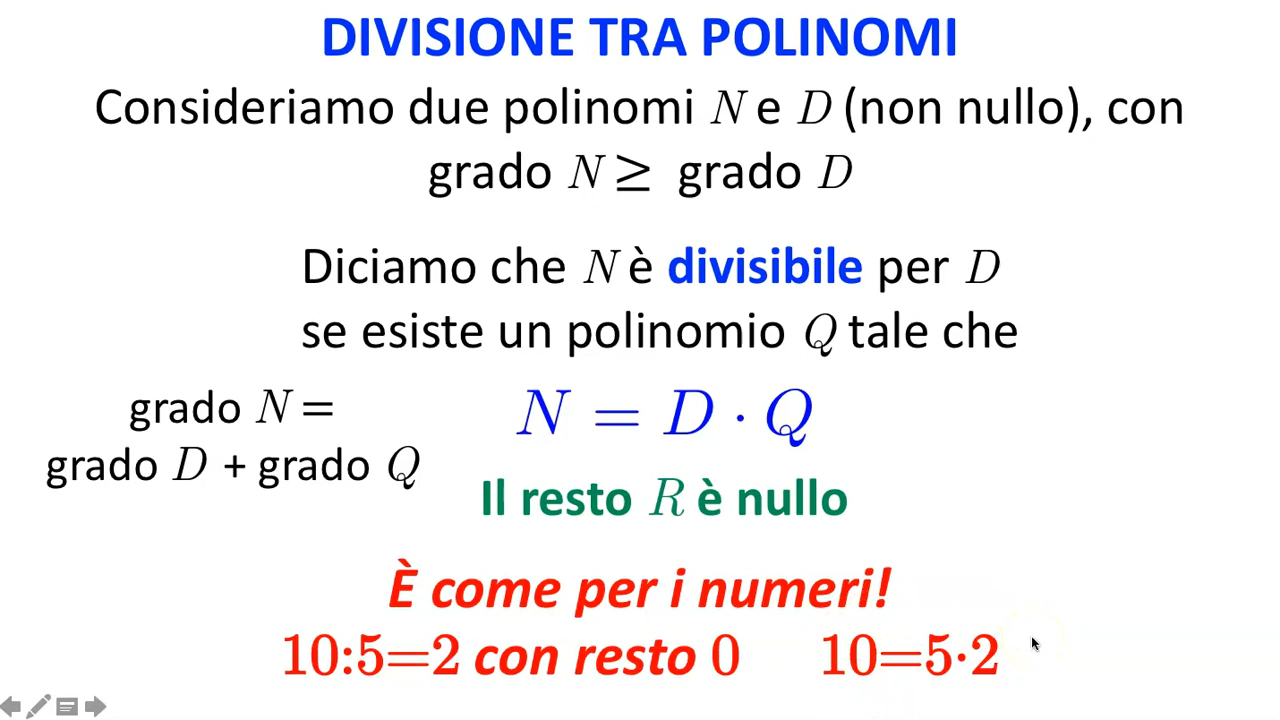 DIVISIONE TRA POLINOMI
Consideriamo due polinomi N e D (non nullo), con
grado N ≥ grado D
Diciamo che N è divisibile per D
se esiste un polinomio Q tale che
grado N =
grado D + grado Q
N = D · Q
Il resto R è nullo
È come per i numeri!
10:5=2 con resto 0 10=5·2